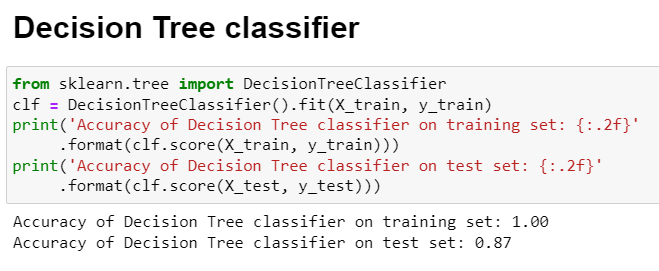 Decision Tree classifier
from sklearn.tree import DecisionTreeClassifier
clf = DecisionTreeClassifier().fit(X_train, y_train)
print('Accuracy of Decision Tree classifier on training set: {:.2f}'
     .format(clf.score(X_train, y_train)))
print('Accuracy of Decision Tree classifier on test set: {:.2f}'
     .format(clf.score(X_test, y_test)))
Accuracy of Decision Tree classifier on training set: 1.00
Accuracy of Decision Tree classifier on test set: 0.87